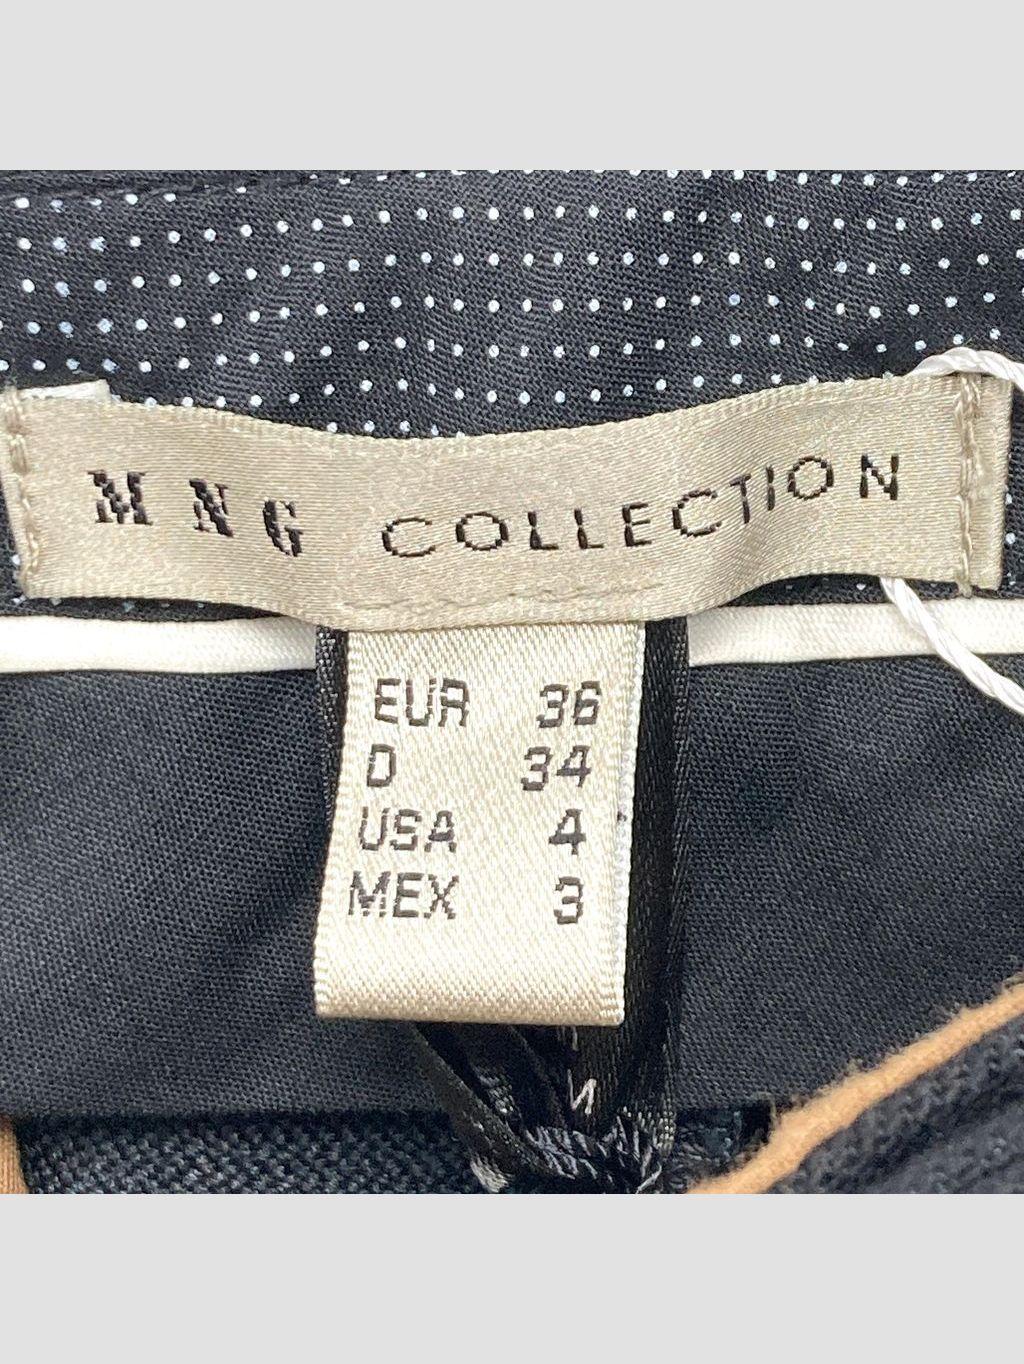 MNG COLLECTION
EUR 36
D 34
USA 4
MEX 3